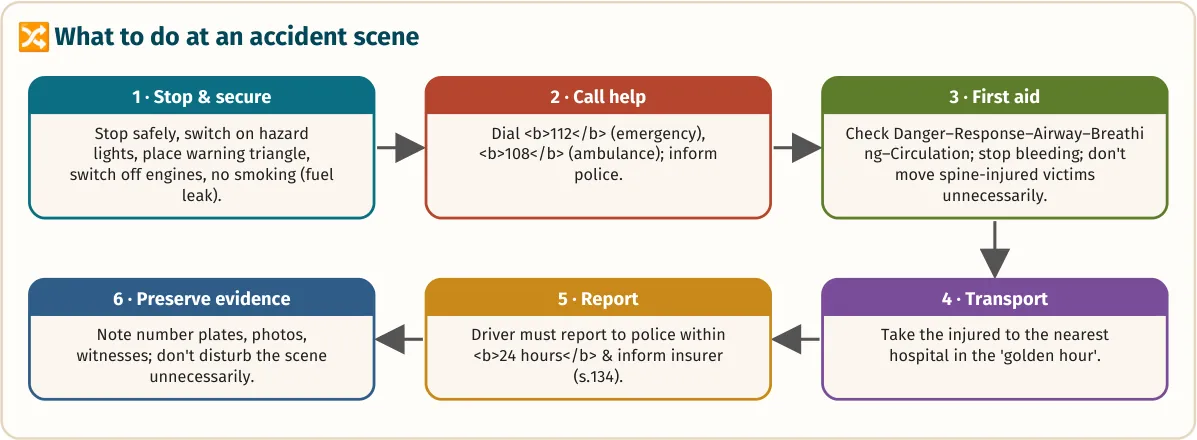 🔀 What to do at an accident scene
1 · Stop & secure
Stop safely, switch on hazard
lights, place warning triangle,
switch off engines, no smoking (fuel
leak).
2 · Call help
Dial <b>112</b> (emergency),
<b>108</b> (ambulance); inform
police.
3 · First aid
Check Danger–Response–Airway–Breathi
ng–Circulation; stop bleeding; don't
move spine-injured victims
unnecessarily.
4 · Transport
Take the injured to the nearest
hospital in the 'golden hour'.
5 · Report
Driver must report to police within
<b>24 hours</b> & inform insurer
(s.134).
6 · Preserve evidence
Note number plates, photos,
witnesses; don't disturb the scene
unnecessarily.